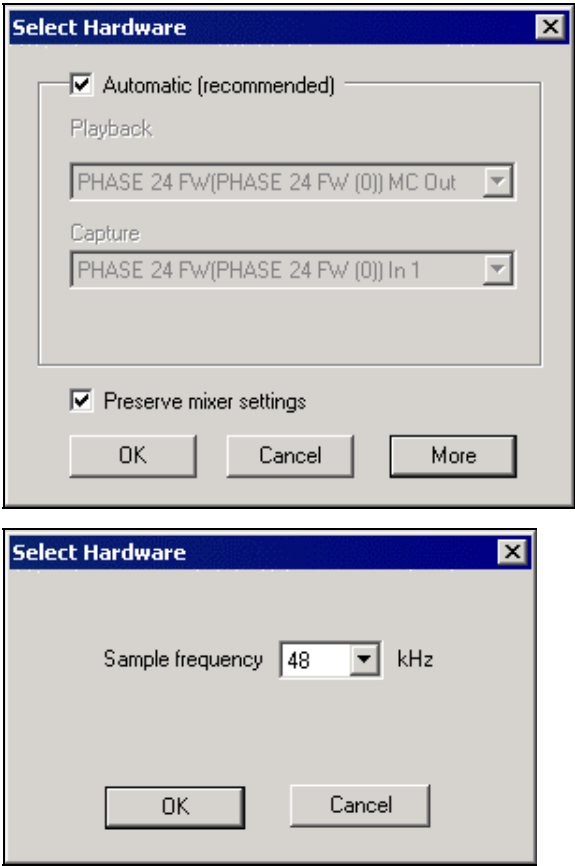 Select Hardware
Automatic (recommended)
Playback
PHASE 24 FW(PHASE 24 FW (0)) MC Out
Capture
PHASE 24 FW(PHASE 24 FW (0)) In 1
Preserve mixer settings
OK Cancel More
Select Hardware
Sample frequency 48 kHz
OK Cancel